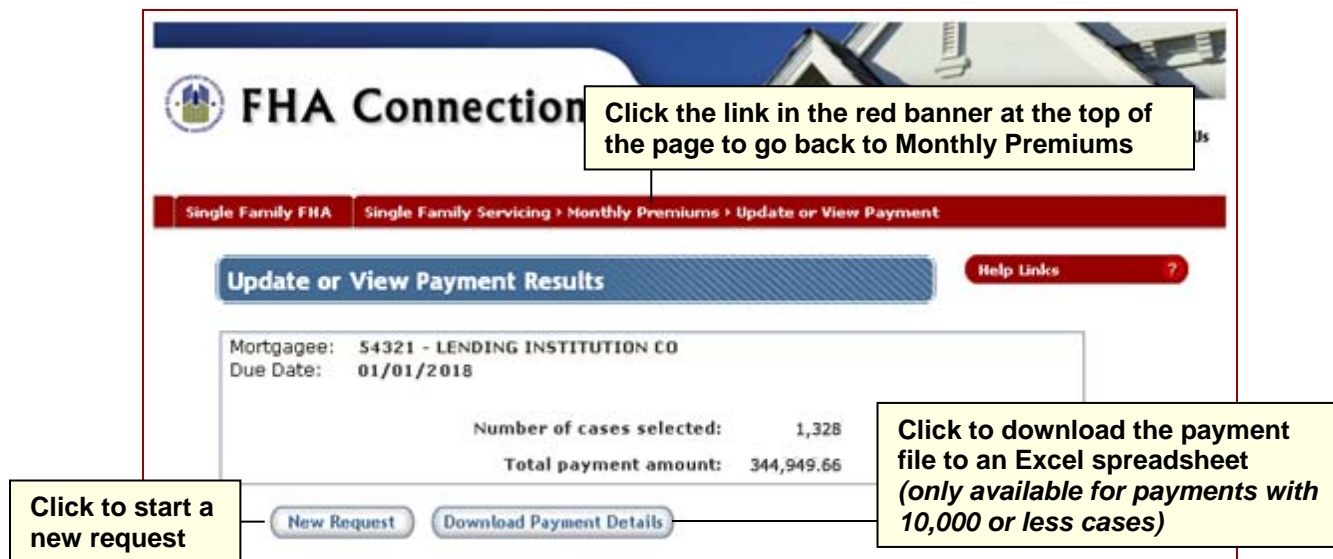 FHA Connection
Click the link in the red banner at the top of
the page to go back to Monthly Premiums
Us
Single Family FHA Single Family Servicing › Monthly Premiums › Update or View Payment
Update or View Payment Results
Help Links ?
Mortgagee: 54321 - LENDING INSTITUTION CO
Due Date: 01/01/2018
Number of cases selected: 1,328
Total payment amount: 344,949.66
Click to download the payment
file to an Excel spreadsheet
(only available for payments with
10,000 or less cases)
Click to start a
new request
New Request Download Payment Details